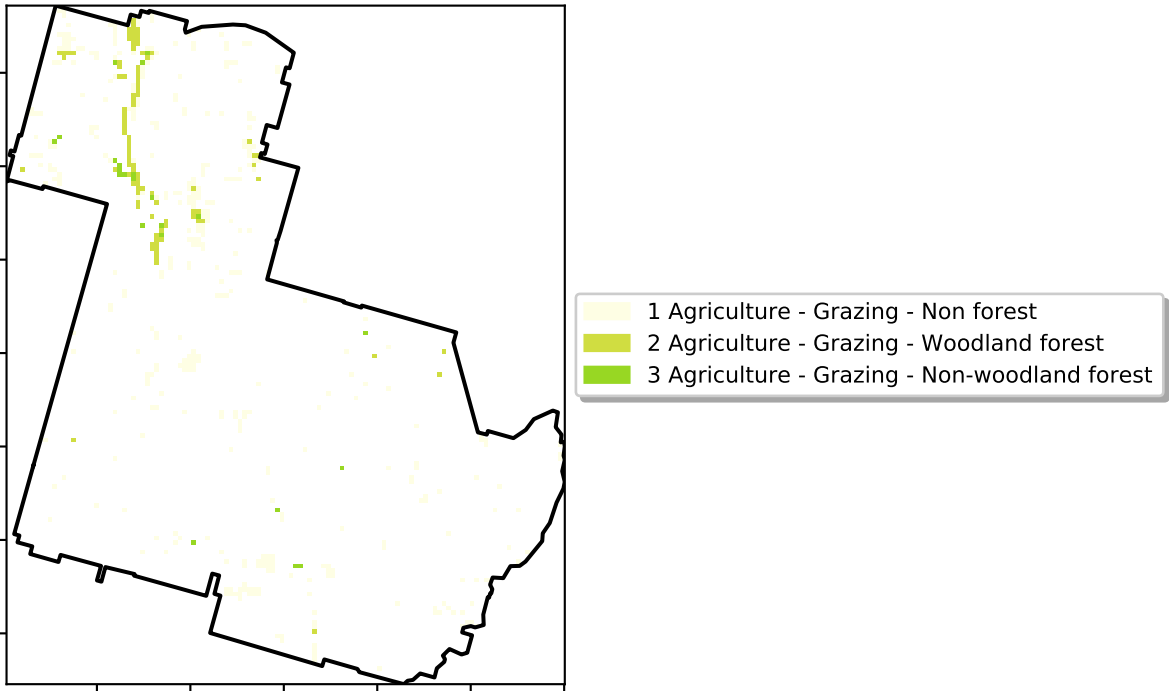 1 Agriculture - Grazing - Non forest
2 Agriculture - Grazing - Woodland forest
3 Agriculture - Grazing - Non-woodland forest